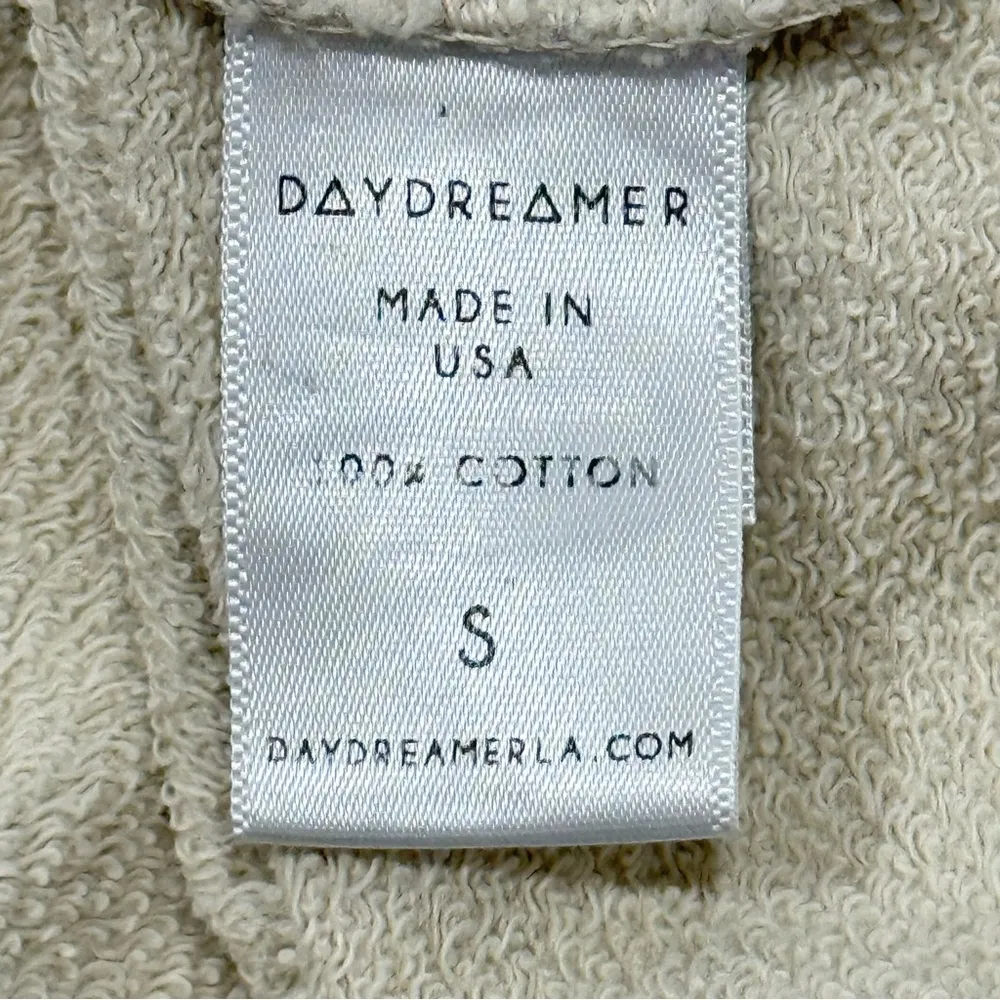 DAYDREAMER
MADE IN
USA
100% COTTON
S
DAYDREAMERLA.COM